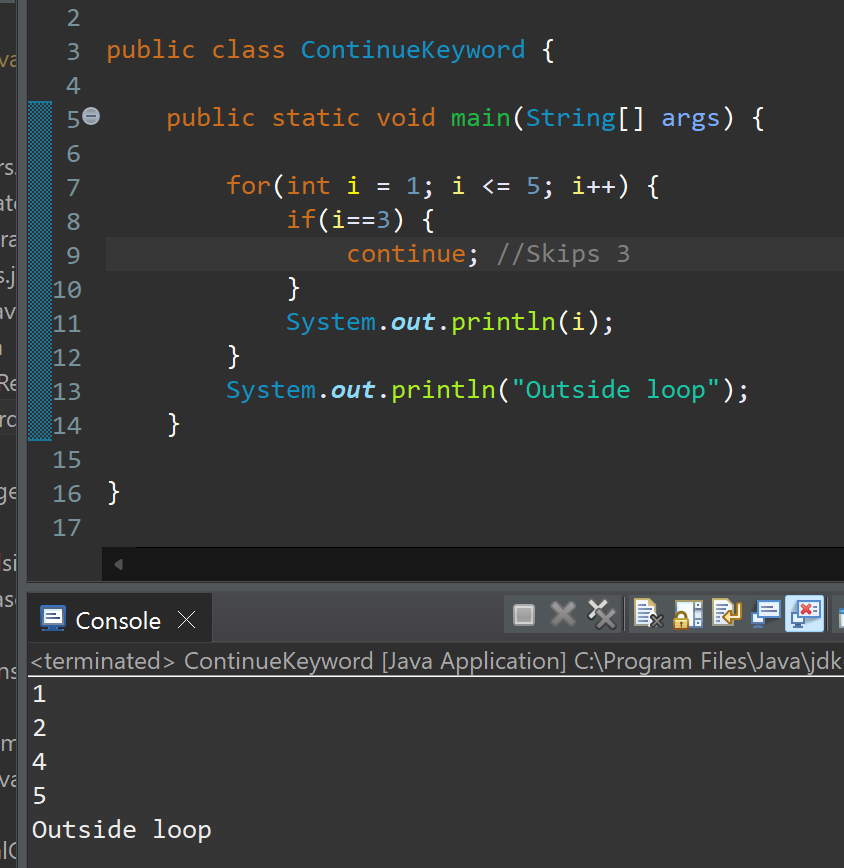 2
3 public class ContinueKeyword {
4
5 public static void main(String[] args) {
6
7 for(int i = 1; i <= 5; i++) {
8 if(i==3) {
9 continue; //Skips 3
10 }
11 System.out.println(i);
12 }
13 System.out.println("Outside loop");
14 }
15
16 }
17
Console
<terminated> ContinueKeyword [Java Application] C:\Program Files\Java\jdk
1
2
4
5
Outside loop